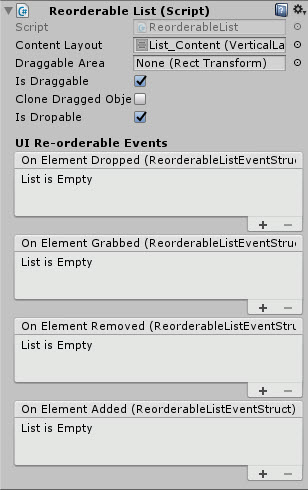 Reorderable List (Script)
Script ReorderableList
Content Layout List_Content (VerticalLa
Draggable Area None (Rect Transform)
Is Draggable
Clone Dragged Obje
Is Dropable
UI Re-orderable Events
On Element Dropped (ReorderableListEventStruc
List is Empty
+ −
On Element Grabbed (ReorderableListEventStruc
List is Empty
+ −
On Element Removed (ReorderableListEventStru
List is Empty
+ −
On Element Added (ReorderableListEventStruct)
List is Empty
+ −